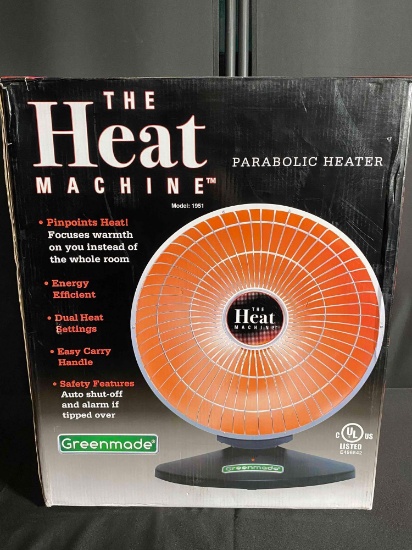 THE
Heat
MACHINE™
PARABOLIC HEATER
Model: 1951
• Pinpoints Heat!
Focuses warmth
on you instead of
the whole room
• Energy
Efficient
• Dual Heat
Settings
• Easy Carry
Handle
• Safety Features
Auto shut-off
and alarm if
tipped over
THE
Heat
MACHINE
Greenmade®
C UL US
LISTED
Greenmade